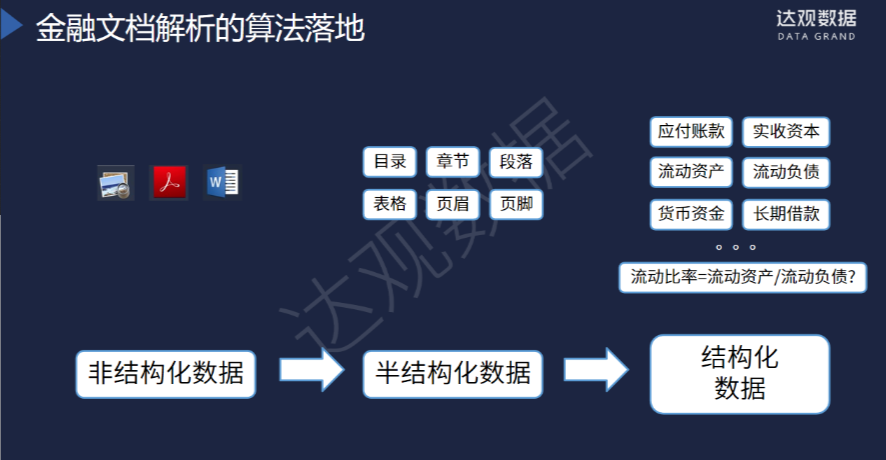 金融文档解析的算法落地
达观数据
DATA GRAND
目录 章节 段落
表格 页眉 页脚
应付账款 实收资本
流动资产 流动负债
货币资金 长期借款
。。。
流动比率=流动资产/流动负债?
W
非结构化数据
半结构化数据
结构化
数据
达观数据